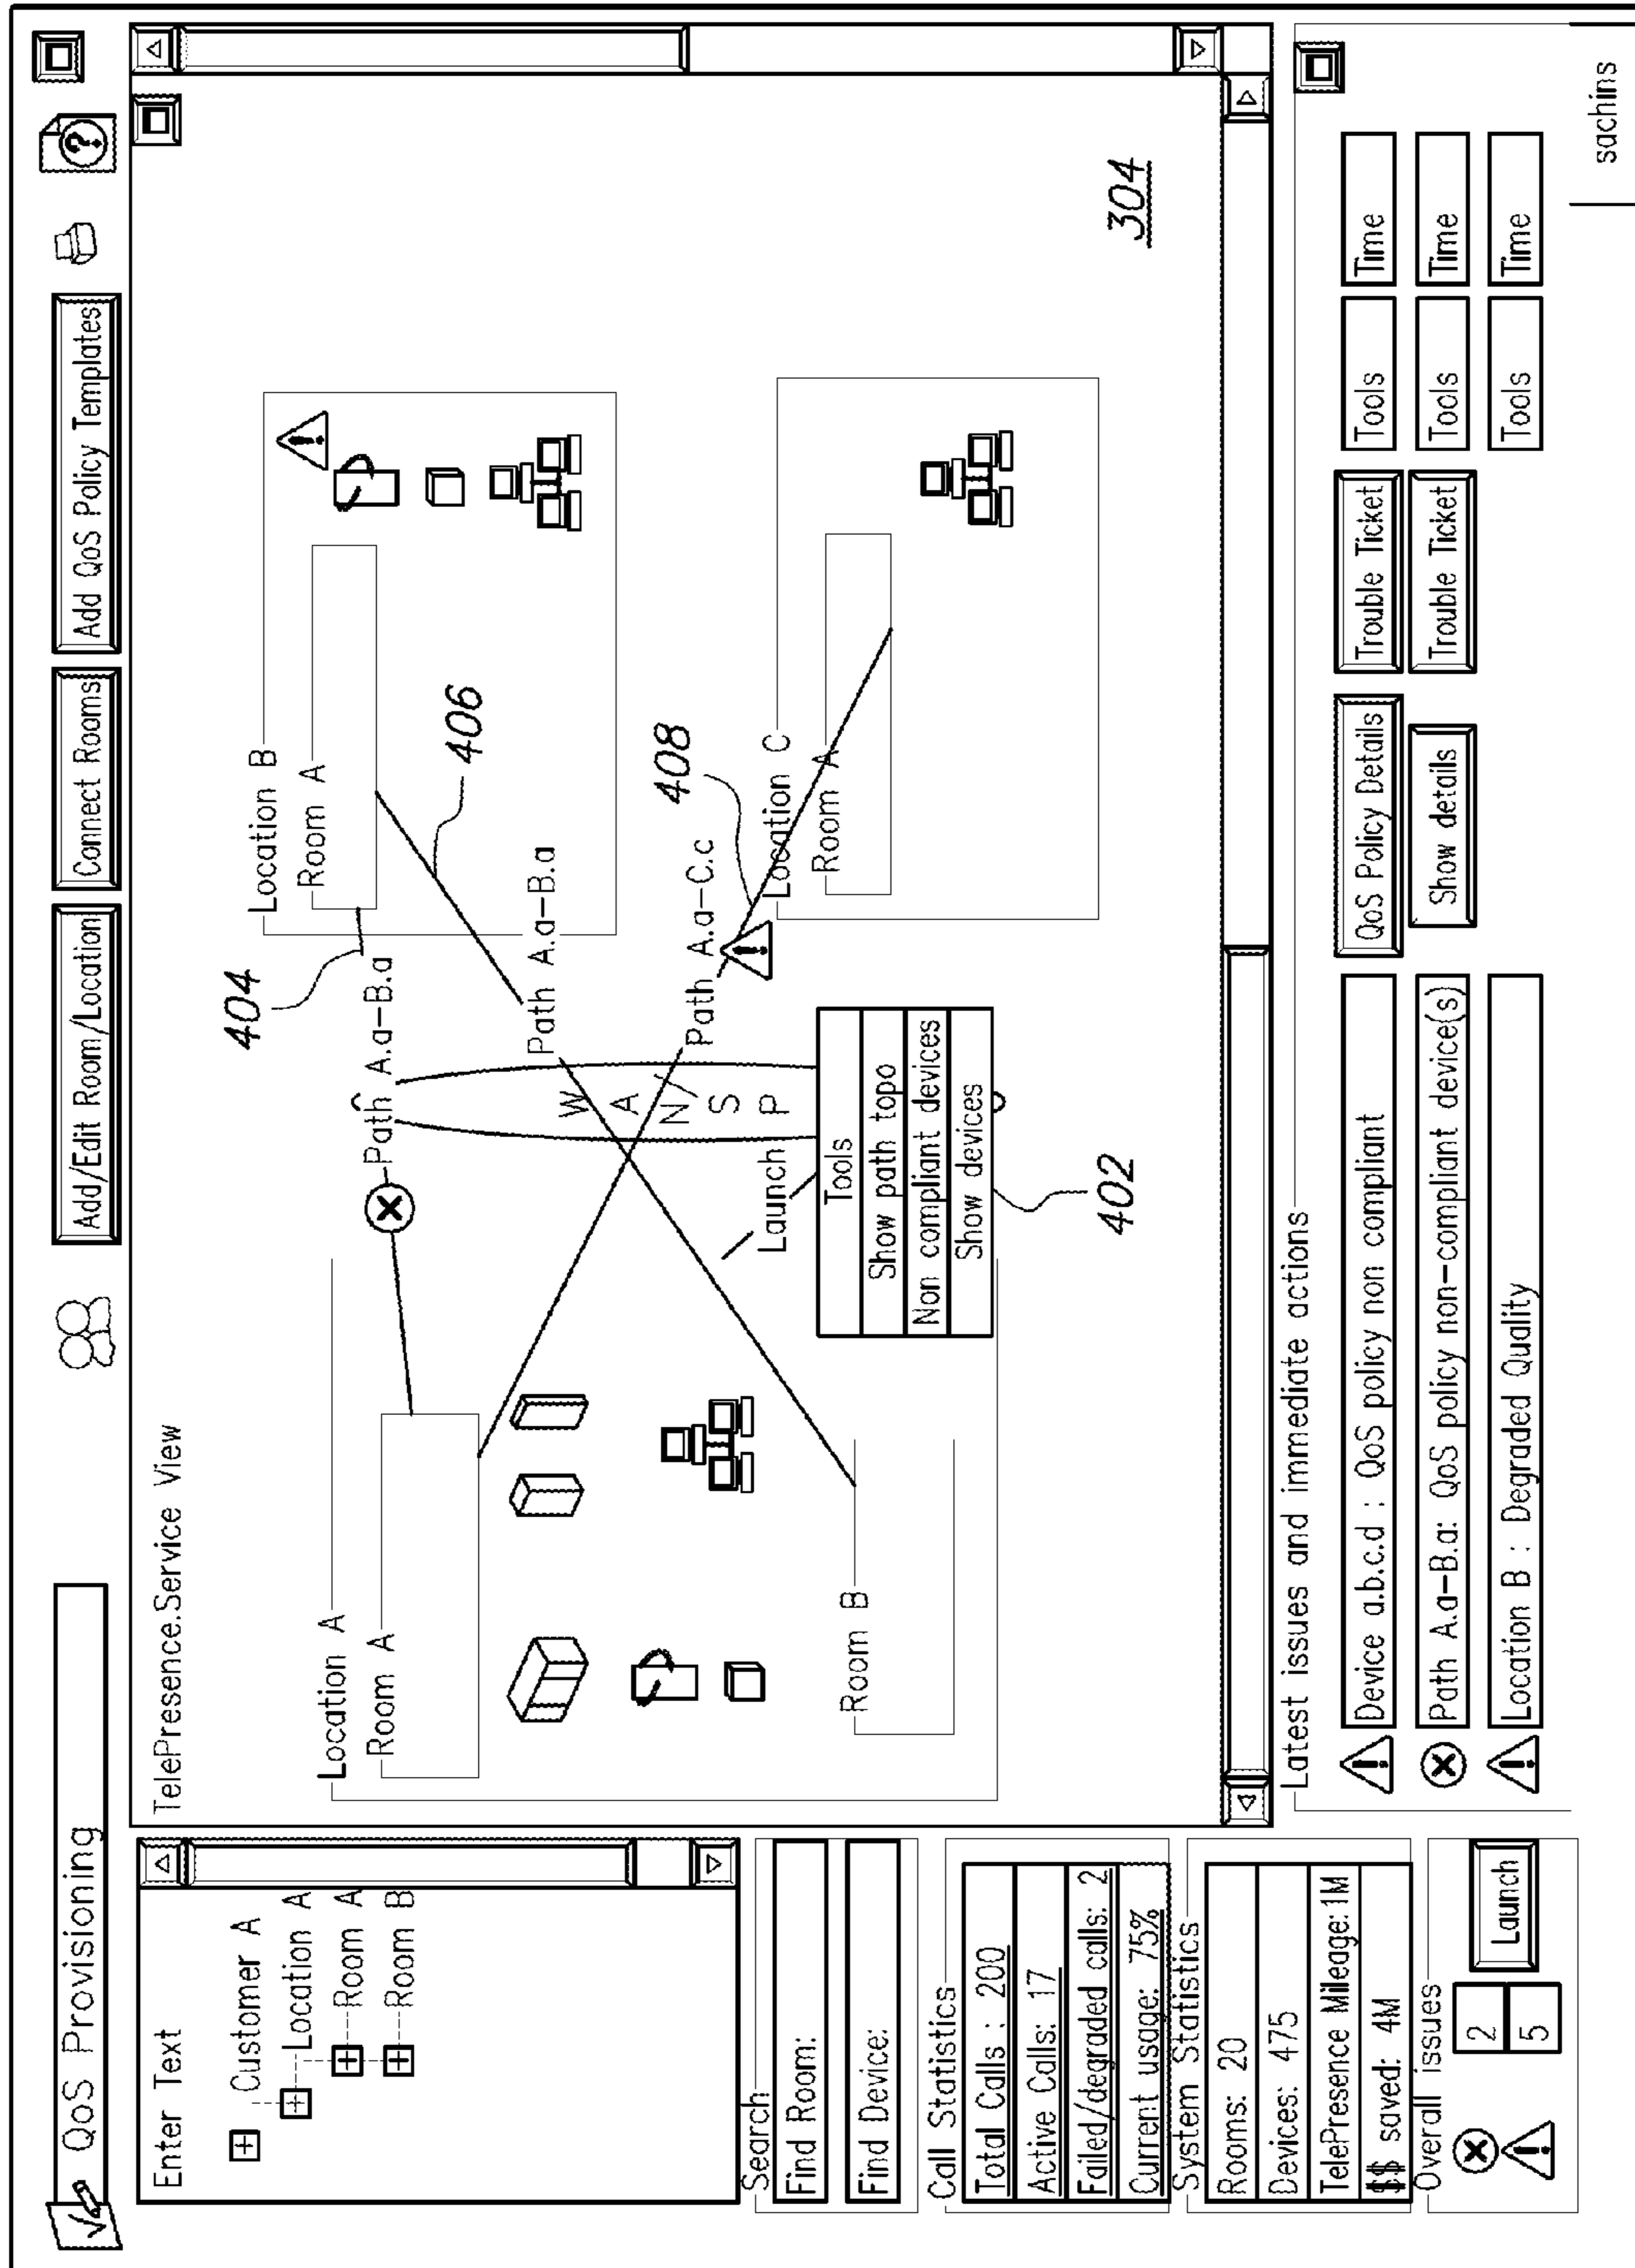 QoS Provisioning
Add/Edit Room/Location
Connect Rooms
Add QoS Policy Templates
?
Enter Text
Customer A
Location A
Room A
Room B
Search
Find Room:
Find Device:
Call Statistics
Total Calls : 200
Active Calls: 17
Failed/degraded calls: 2
Current usage: 75%
System Statistics
Rooms: 20
Devices: 475
TelePresence Mileage: 1M
$$ saved: 4M
Overall issues
2
5
Launch
TelePresence.Service View
Location A
Room A
Room B
Path A.a-B.a
404
Location B
Room A
406
Path A.a-B.a
WAN/SP
Path A.a-C.c
408
Location C
Room A
Launch
Tools
Show path topo
Non compliant devices
Show devices
402
304
Latest issues and immediate actions
Device a.b.c.d : QoS policy non compliant
QoS Policy Details
Trouble Ticket
Tools
Time
Path A.a-B.a: QoS policy non-compliant device(s)
Show details
Trouble Ticket
Tools
Time
Location B : Degraded Quality
Tools
Time
sachins